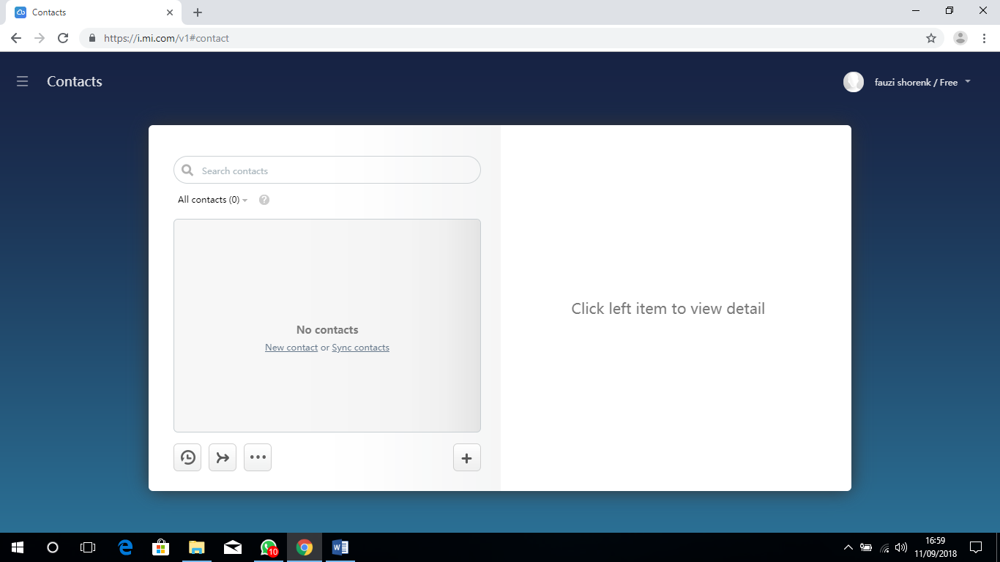 Contacts
https://i.mi.com/v1#contact
Contacts
fauzi shorenk / Free
Search contacts
All contacts (0)
?
No contacts
New contact or Sync contacts
Click left item to view detail
10
16:59
11/09/2018